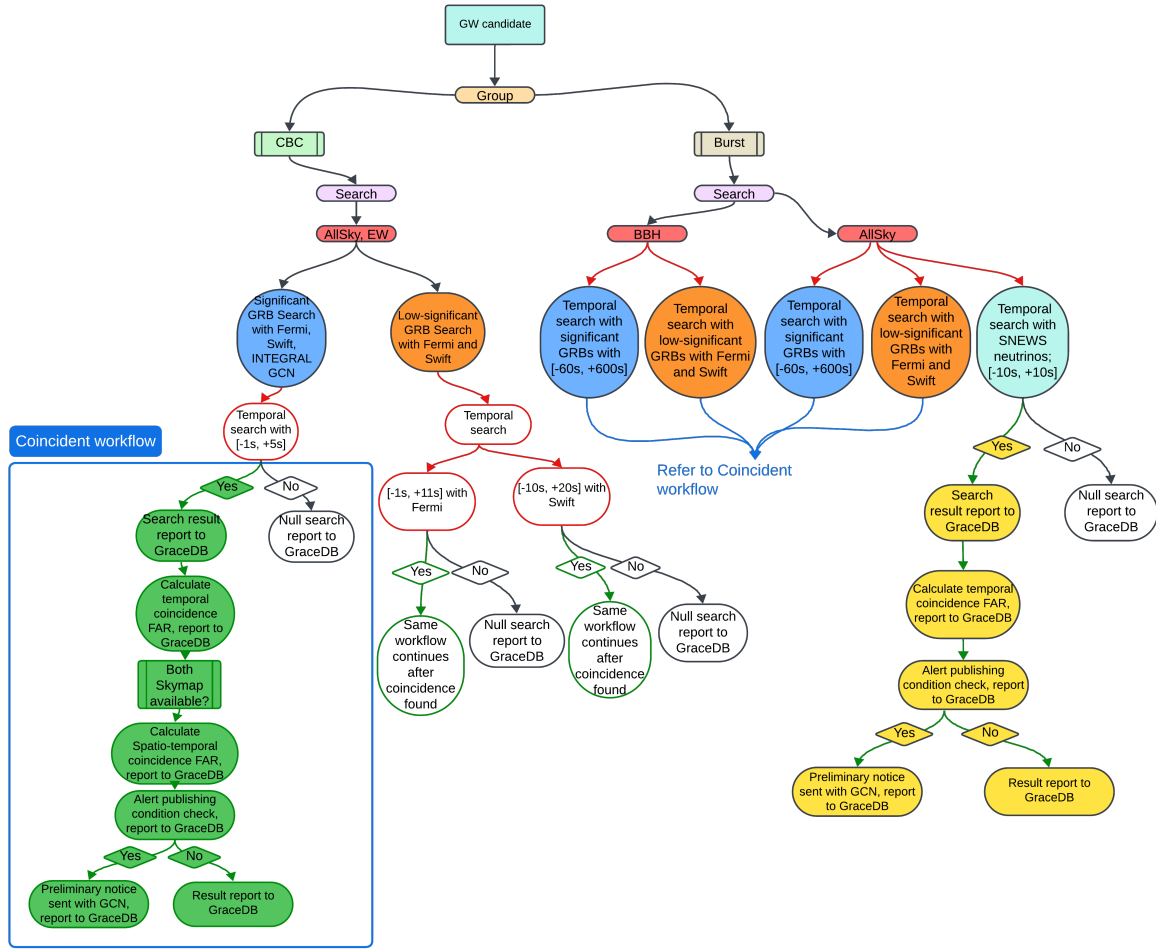 GW candidate
Group
CBC
Burst
Search
Search
AllSky, EW
BBH
AllSky
Significant
GRB Search
with Fermi,
Swift,
INTEGRAL
GCN
Low-significant
GRB Search
with Fermi and
Swift
Temporal
search with
significant
GRBs with
[-60s, +600s]
Temporal
search with
low-significant
GRBs with Fermi
and Swift
Temporal
search with
significant
GRBs with
[-60s, +600s]
Temporal
search with
low-significant
GRBs with
Fermi and
Swift
Temporal
search with
SNEWS
neutrinos;
[-10s, +10s]
Temporal
search with
[-1s, +5s]
Temporal
search
Coincident workflow
Refer to Coincident
workflow
Yes
No
Search result
report to
GraceDB
Null search
report to
GraceDB
Calculate
temporal
coincidence
FAR, report to
GraceDB
Both
Skymap
available?
Calculate
Spatio-temporal
coincidence FAR,
report to GraceDB
Alert publishing
condition check,
report to GraceDB
Yes
No
Preliminary notice
sent with GCN,
report to GraceDB
Result report to
GraceDB
[-1s, +11s] with
Fermi
[-10s, +20s] with
Swift
Yes
No
Same
workflow
continues
after
coincidence
found
Null search
report to
GraceDB
Yes
No
Same
workflow
continues
after
coincidence
found
Null search
report to
GraceDB
Yes
No
Search
result report to
GraceDB
Null search
report to
GraceDB
Calculate temporal
coincidence FAR,
report to GraceDB
Alert publishing
condition check, report
to GraceDB
Yes
No
Preliminary notice
sent with GCN, report
to GraceDB
Result report to
GraceDB